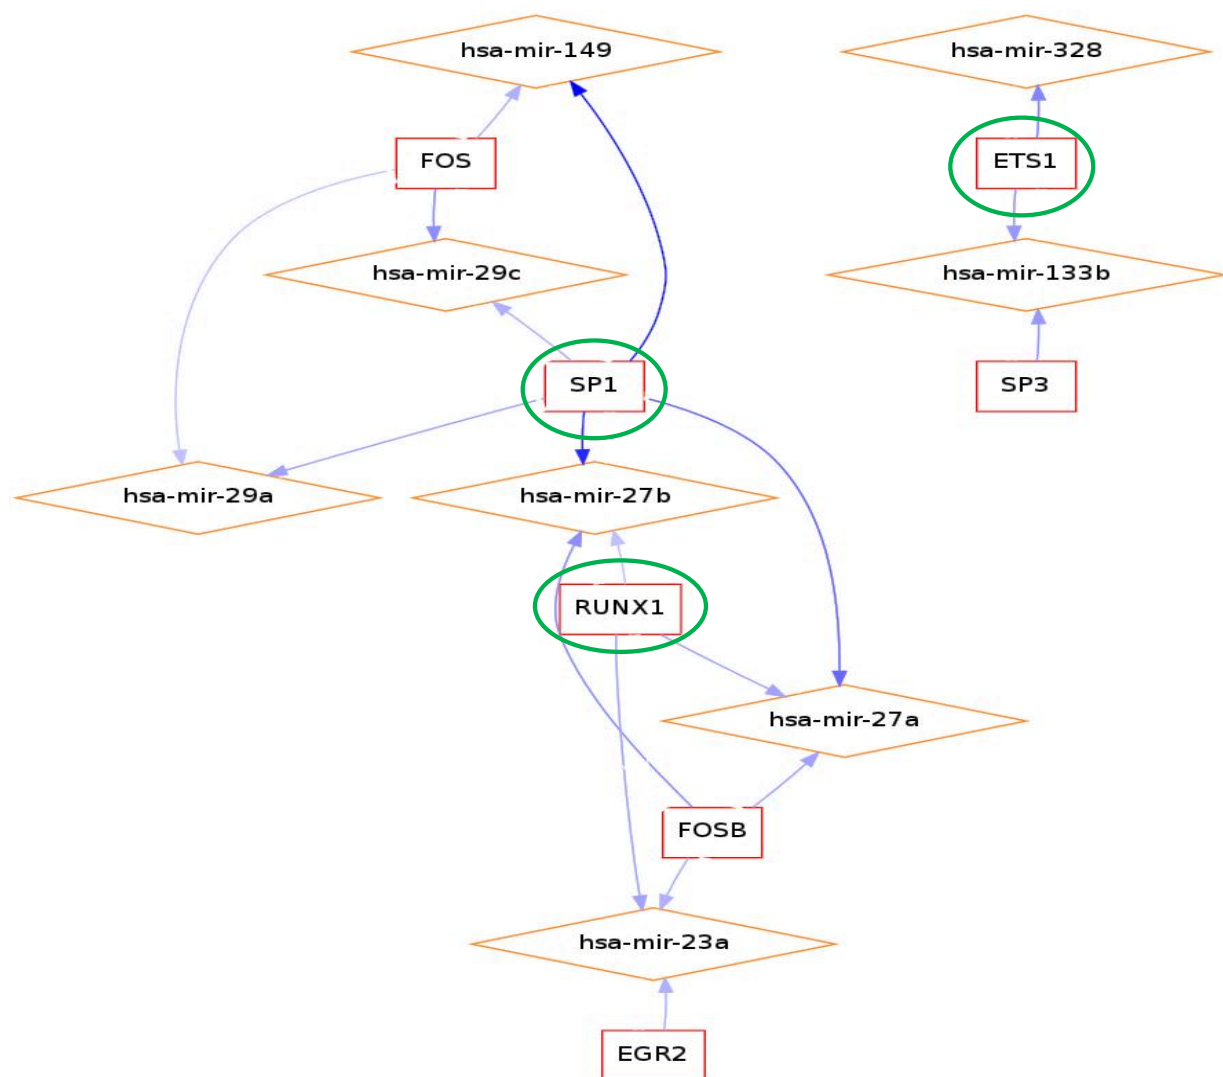 hsa-mir-149
hsa-mir-328
FOS
ETS1
hsa-mir-29c
hsa-mir-133b
SP1
SP3
hsa-mir-29a
hsa-mir-27b
RUNX1
hsa-mir-27a
FOSB
hsa-mir-23a
EGR2